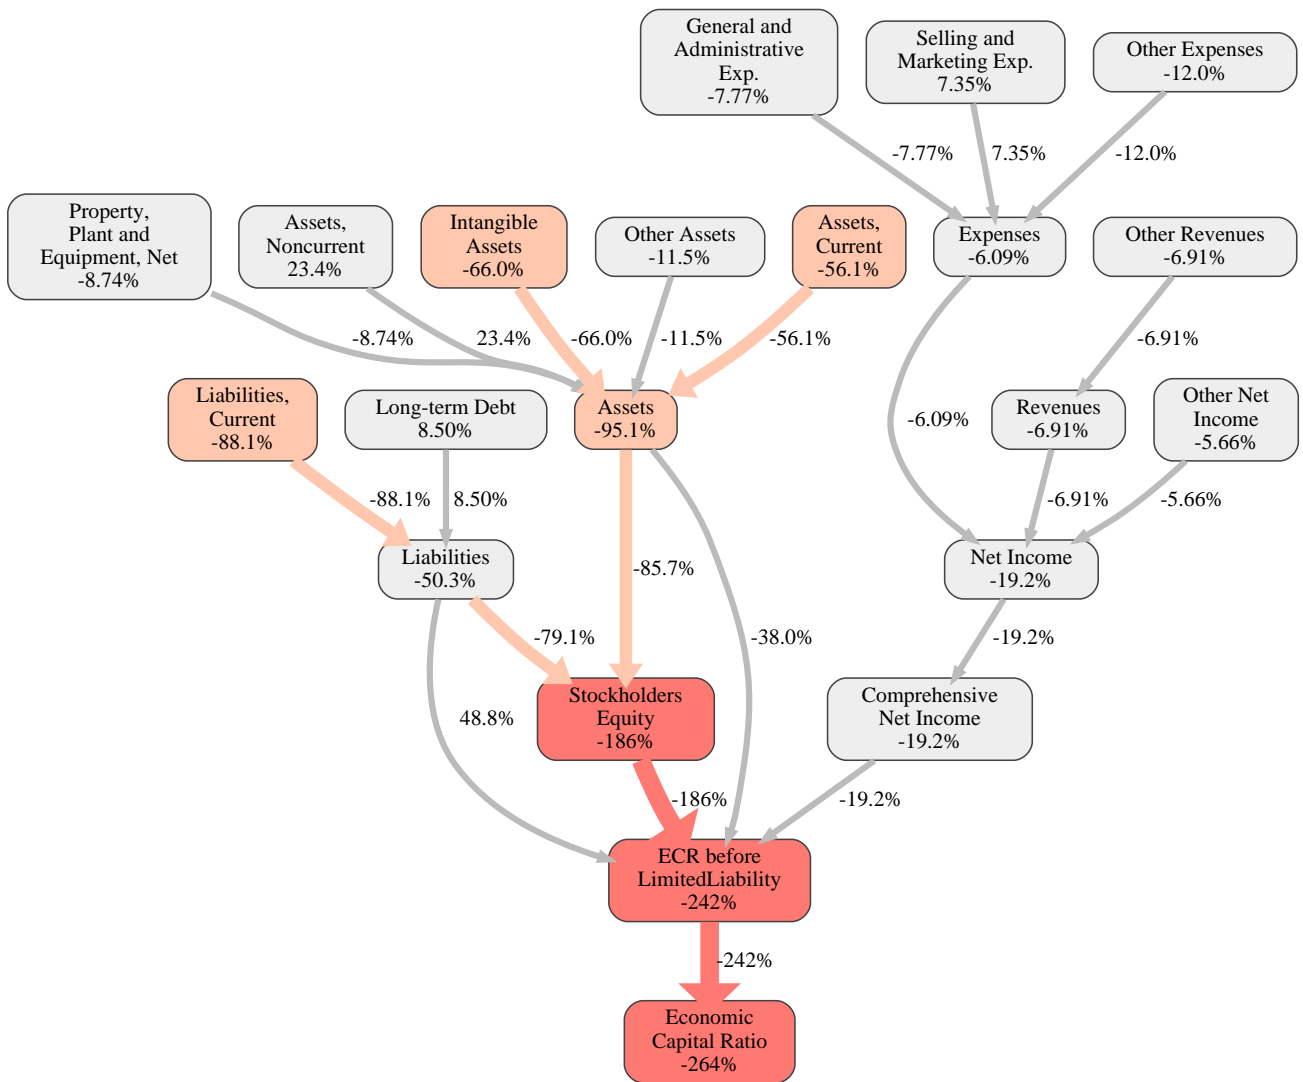 General and
Administrative
Exp.
-7.77%
Selling and
Marketing Exp.
7.35%
Other Expenses
-12.0%
-7.77%
7.35%
-12.0%
Property,
Plant and
Equipment, Net
-8.74%
Assets,
Noncurrent
23.4%
Intangible
Assets
-66.0%
Other Assets
-11.5%
Assets,
Current
-56.1%
Expenses
-6.09%
Other Revenues
-6.91%
-8.74%
23.4%
-66.0%
-11.5%
-56.1%
-6.91%
Liabilities,
Current
-88.1%
Long-term Debt
8.50%
Assets
-95.1%
-6.09%
Revenues
-6.91%
Other Net
Income
-5.66%
-88.1%
8.50%
-6.91%
-5.66%
Liabilities
-50.3%
-85.7%
Net Income
-19.2%
-79.1%
-38.0%
-19.2%
48.8%
Stockholders
Equity
-186%
Comprehensive
Net Income
-19.2%
-186%
-19.2%
ECR before
LimitedLiability
-242%
-242%
Economic
Capital Ratio
-264%